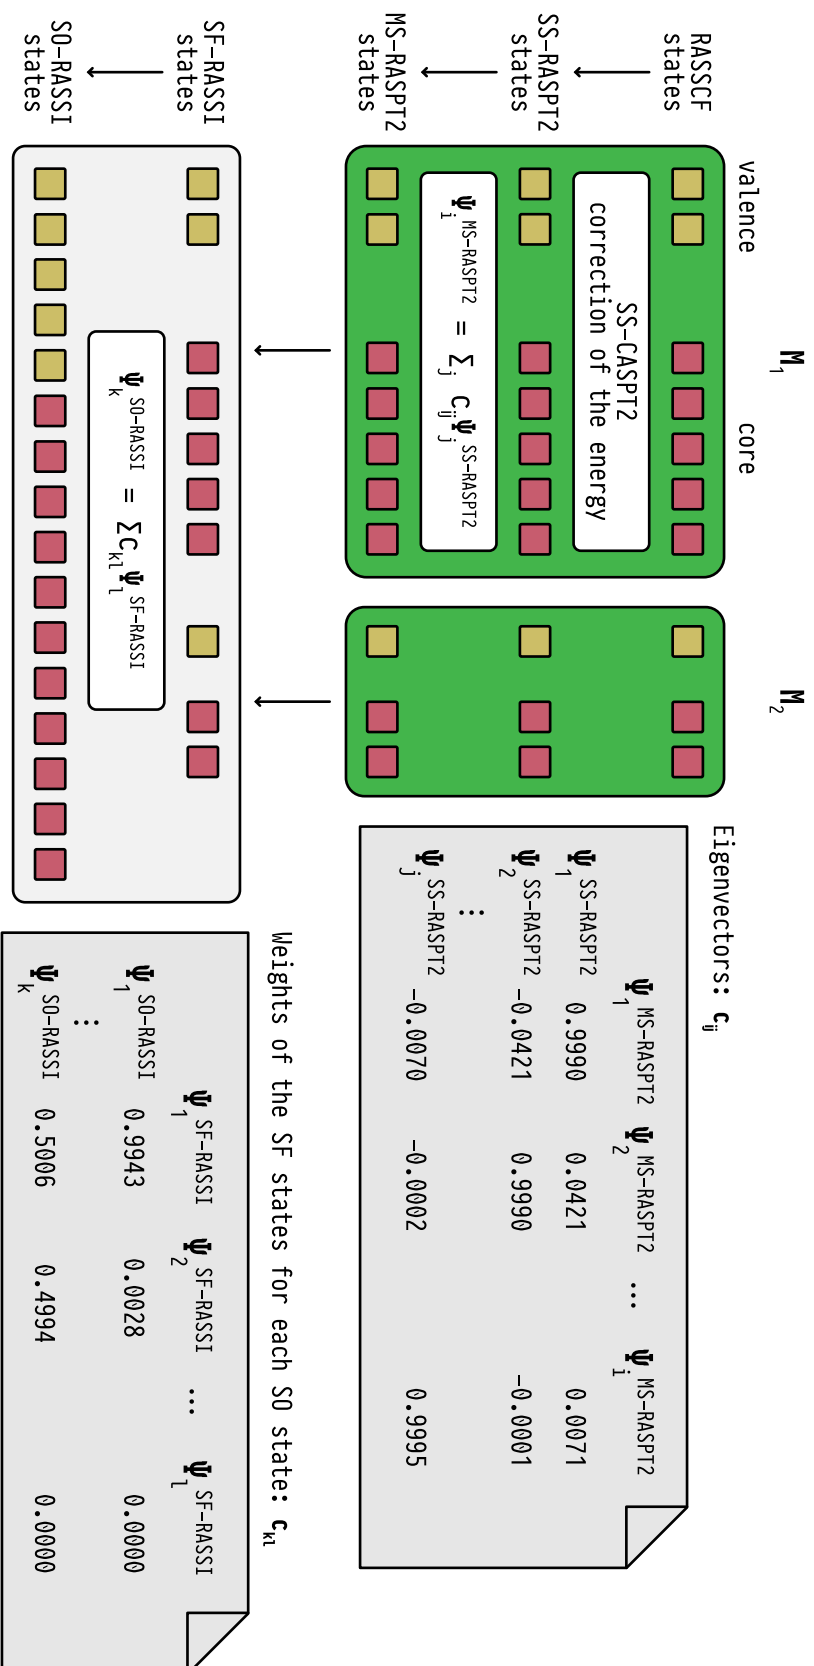 M1
M2
valence
core
RASSCF
states
SS-CASPT2
correction of the energy
SS-RASPT2
states
Ψi MS-RASPT2 = ∑j Cij Ψj SS-RASPT2
MS-RASPT2
states
SF-RASSI
states
Ψk SO-RASSI = ∑Ckl Ψl SF-RASSI
SO-RASSI
states
Eigenvectors: cij
Ψ1 MS-RASPT2 Ψ2 MS-RASPT2 ... Ψi MS-RASPT2
Ψ1 SS-RASPT2 0.9990 0.0421 0.0071
Ψ2 SS-RASPT2 -0.0421 0.9990 -0.0001
⋮
Ψj SS-RASPT2 -0.0070 -0.0002 0.9995
Weights of the SF states for each SO state: ckl
Ψ1 SF-RASSI Ψ2 SF-RASSI ... Ψl SF-RASSI
Ψ1 SO-RASSI 0.9943 0.0028 0.0000
⋮
Ψk SO-RASSI 0.5006 0.4994 0.0000